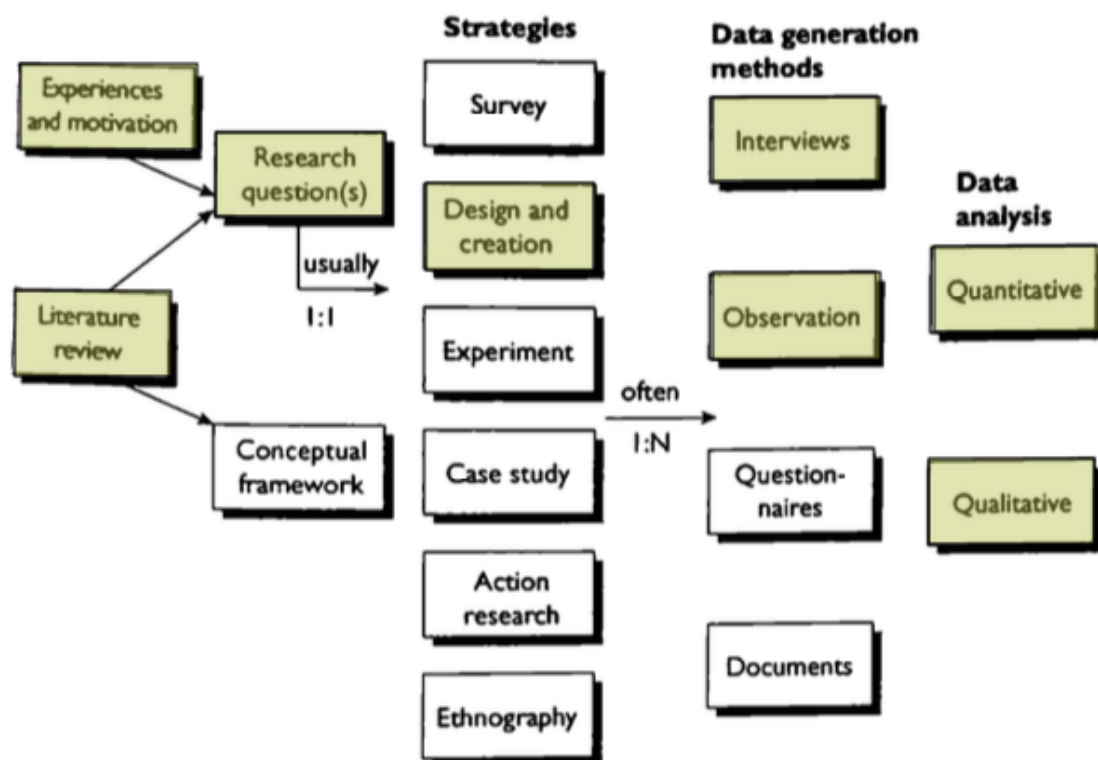 Experiences
and motivation
Research
question(s)
usually
1:1
Literature
review
Conceptual
framework
Strategies
Survey
Design and
creation
Experiment
Case study
Action
research
Ethnography
often
1:N
Data generation
methods
Interviews
Observation
Question-
naires
Documents
Data
analysis
Quantitative
Qualitative